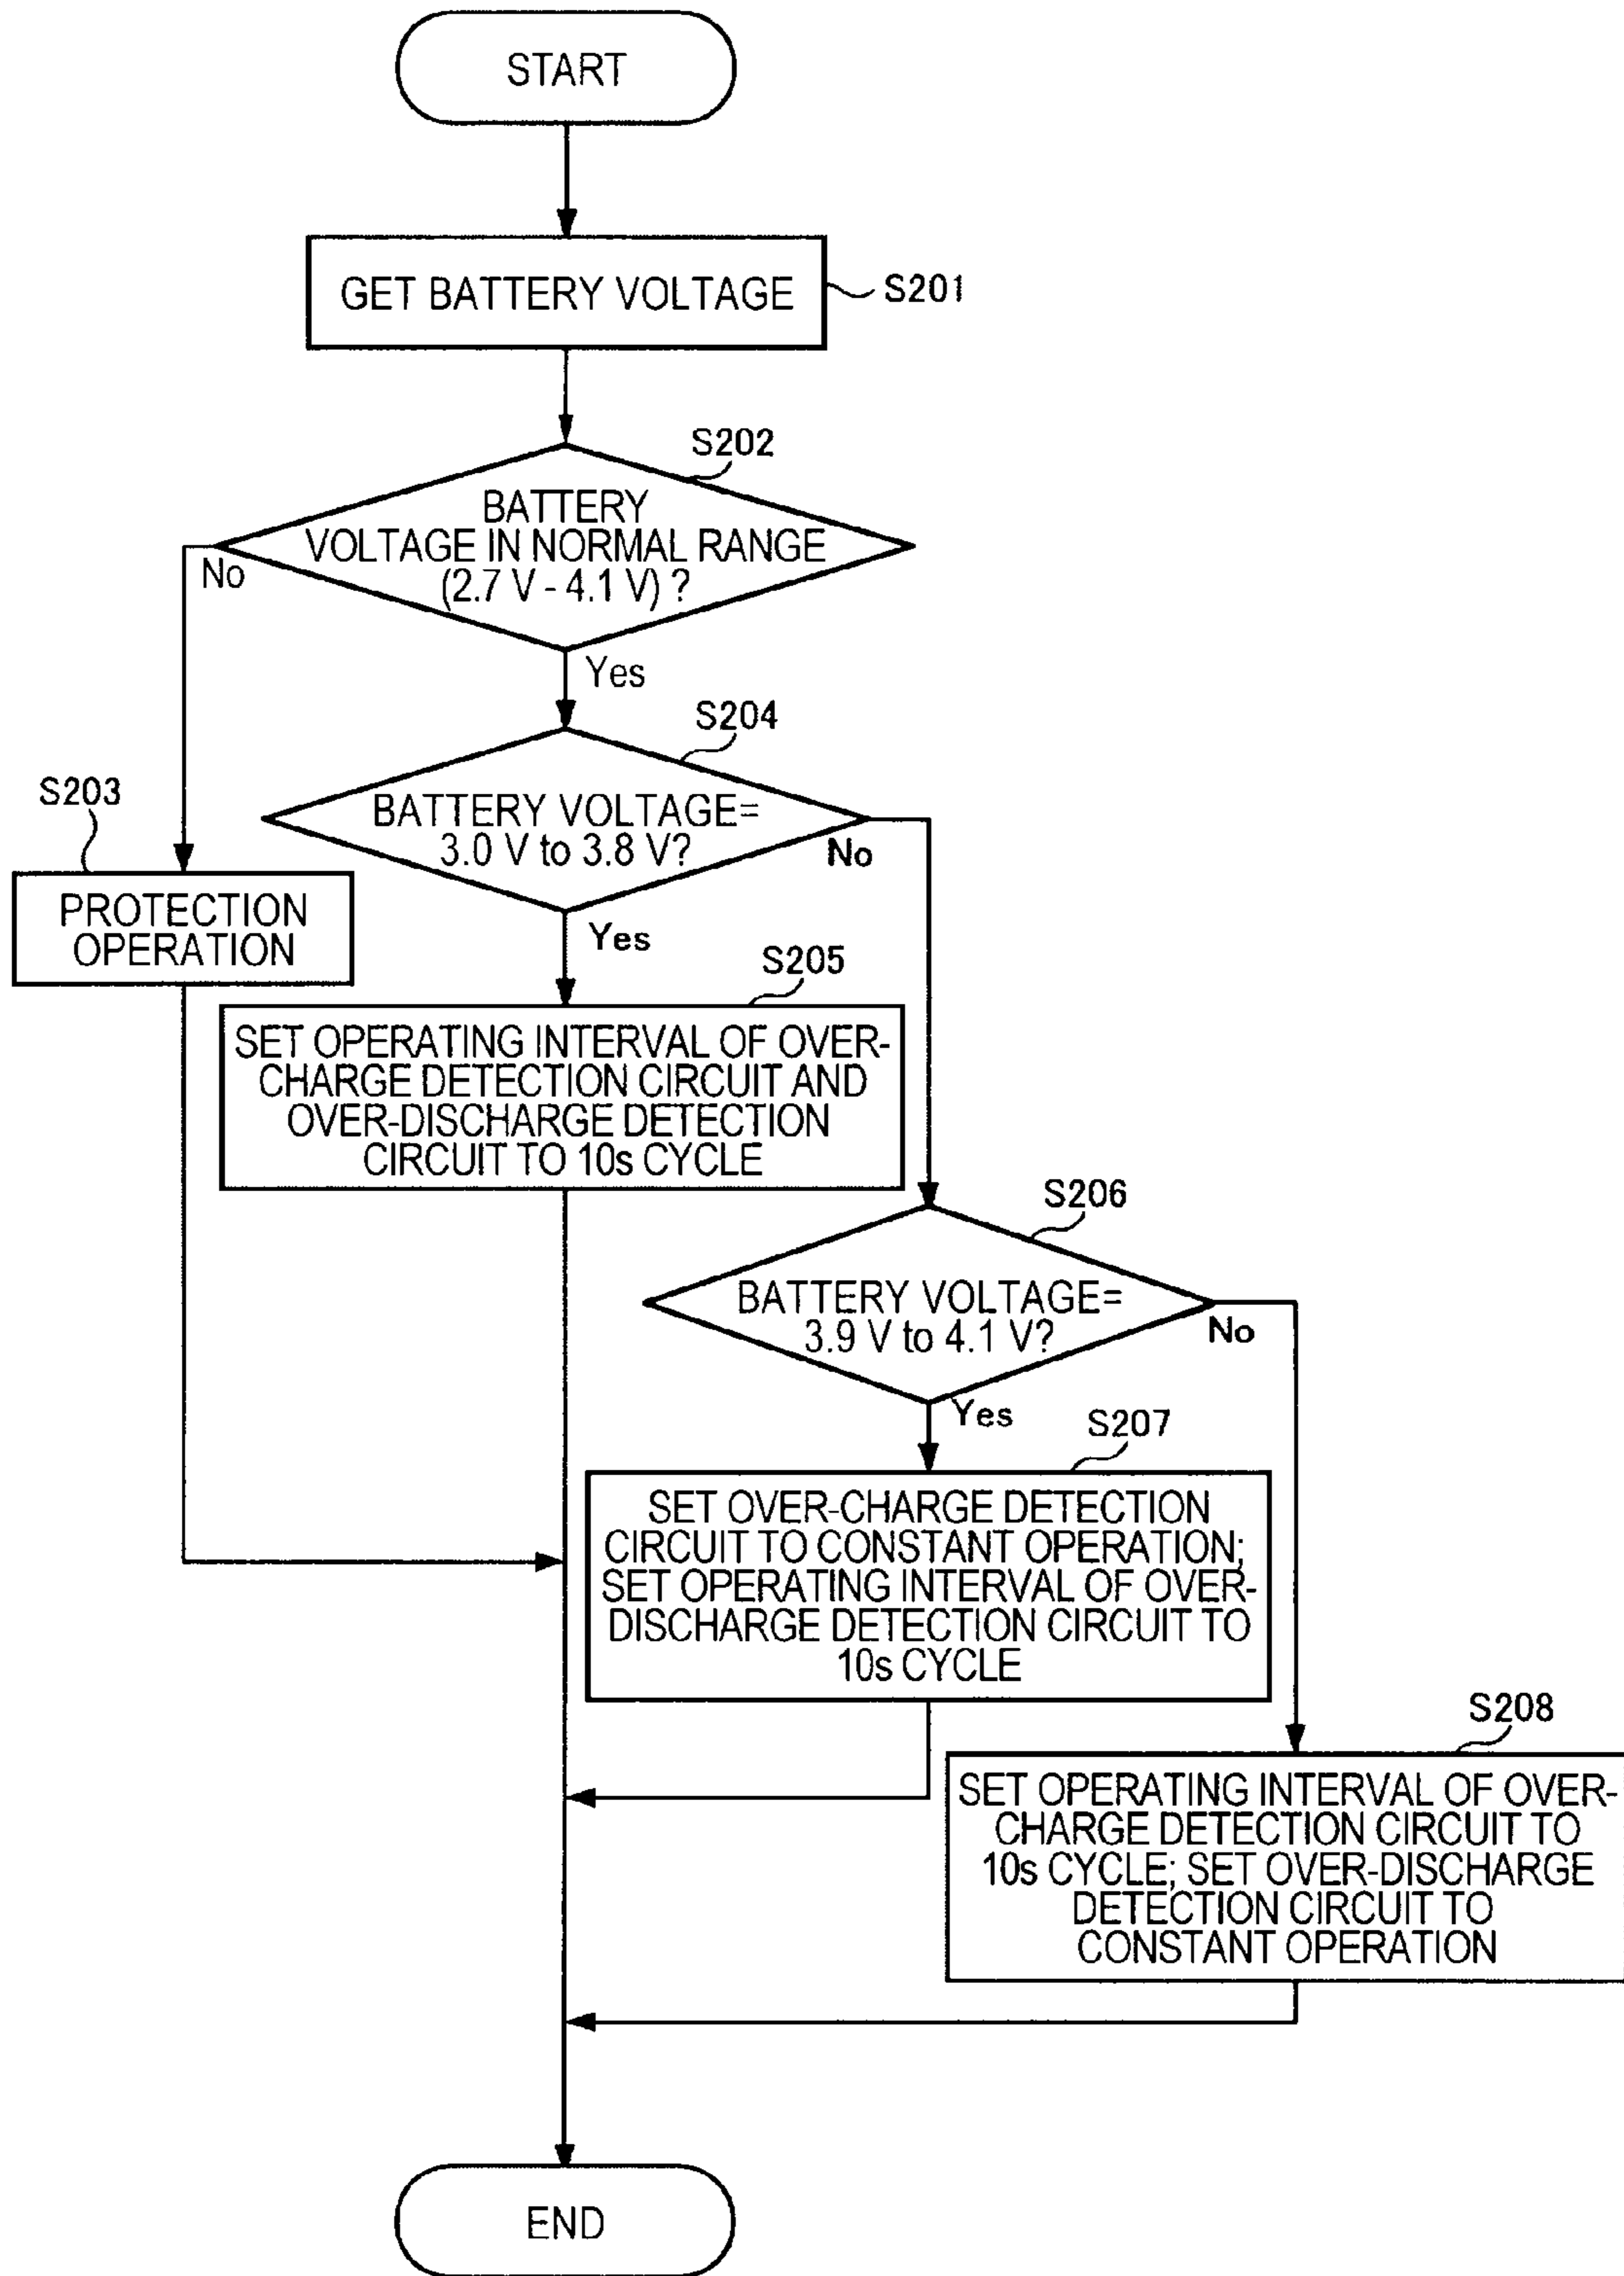 START
GET BATTERY VOLTAGE
S201
S202
BATTERY
VOLTAGE IN NORMAL RANGE
(2.7 V - 4.1 V) ?
No
Yes
S204
BATTERY VOLTAGE=
3.0 V to 3.8 V?
No
Yes
S203
PROTECTION
OPERATION
S205
SET OPERATING INTERVAL OF OVER-
CHARGE DETECTION CIRCUIT AND
OVER-DISCHARGE DETECTION
CIRCUIT TO 10s CYCLE
S206
BATTERY VOLTAGE=
3.9 V to 4.1 V?
No
Yes
S207
SET OVER-CHARGE DETECTION
CIRCUIT TO CONSTANT OPERATION;
SET OPERATING INTERVAL OF OVER-
DISCHARGE DETECTION CIRCUIT TO
10s CYCLE
S208
SET OPERATING INTERVAL OF OVER-
CHARGE DETECTION CIRCUIT TO
10s CYCLE; SET OVER-DISCHARGE
DETECTION CIRCUIT TO
CONSTANT OPERATION
END